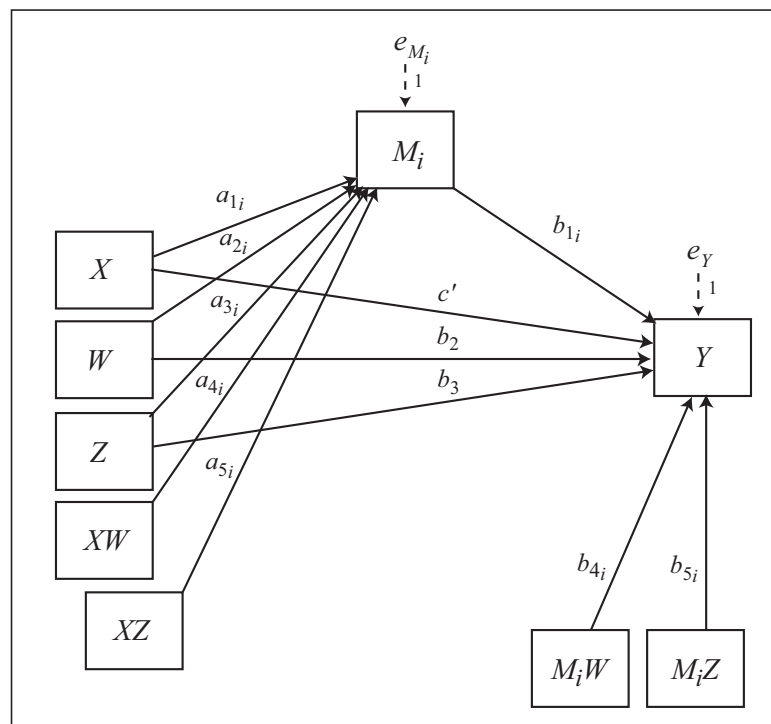 e_{M_i}
1
M_i
a_{1i}
a_{2i}
b_{1i}
X
e_Y
1
a_{3i}
c′
W
b_2
Y
a_{4i}
b_3
Z
a_{5i}
XW
b_{4i}
b_{5i}
XZ
M_iW
M_iZ